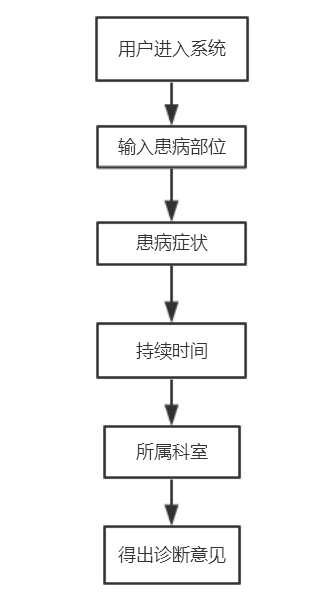 用户进入系统
输入患病部位
患病症状
持续时间
所属科室
得出诊断意见